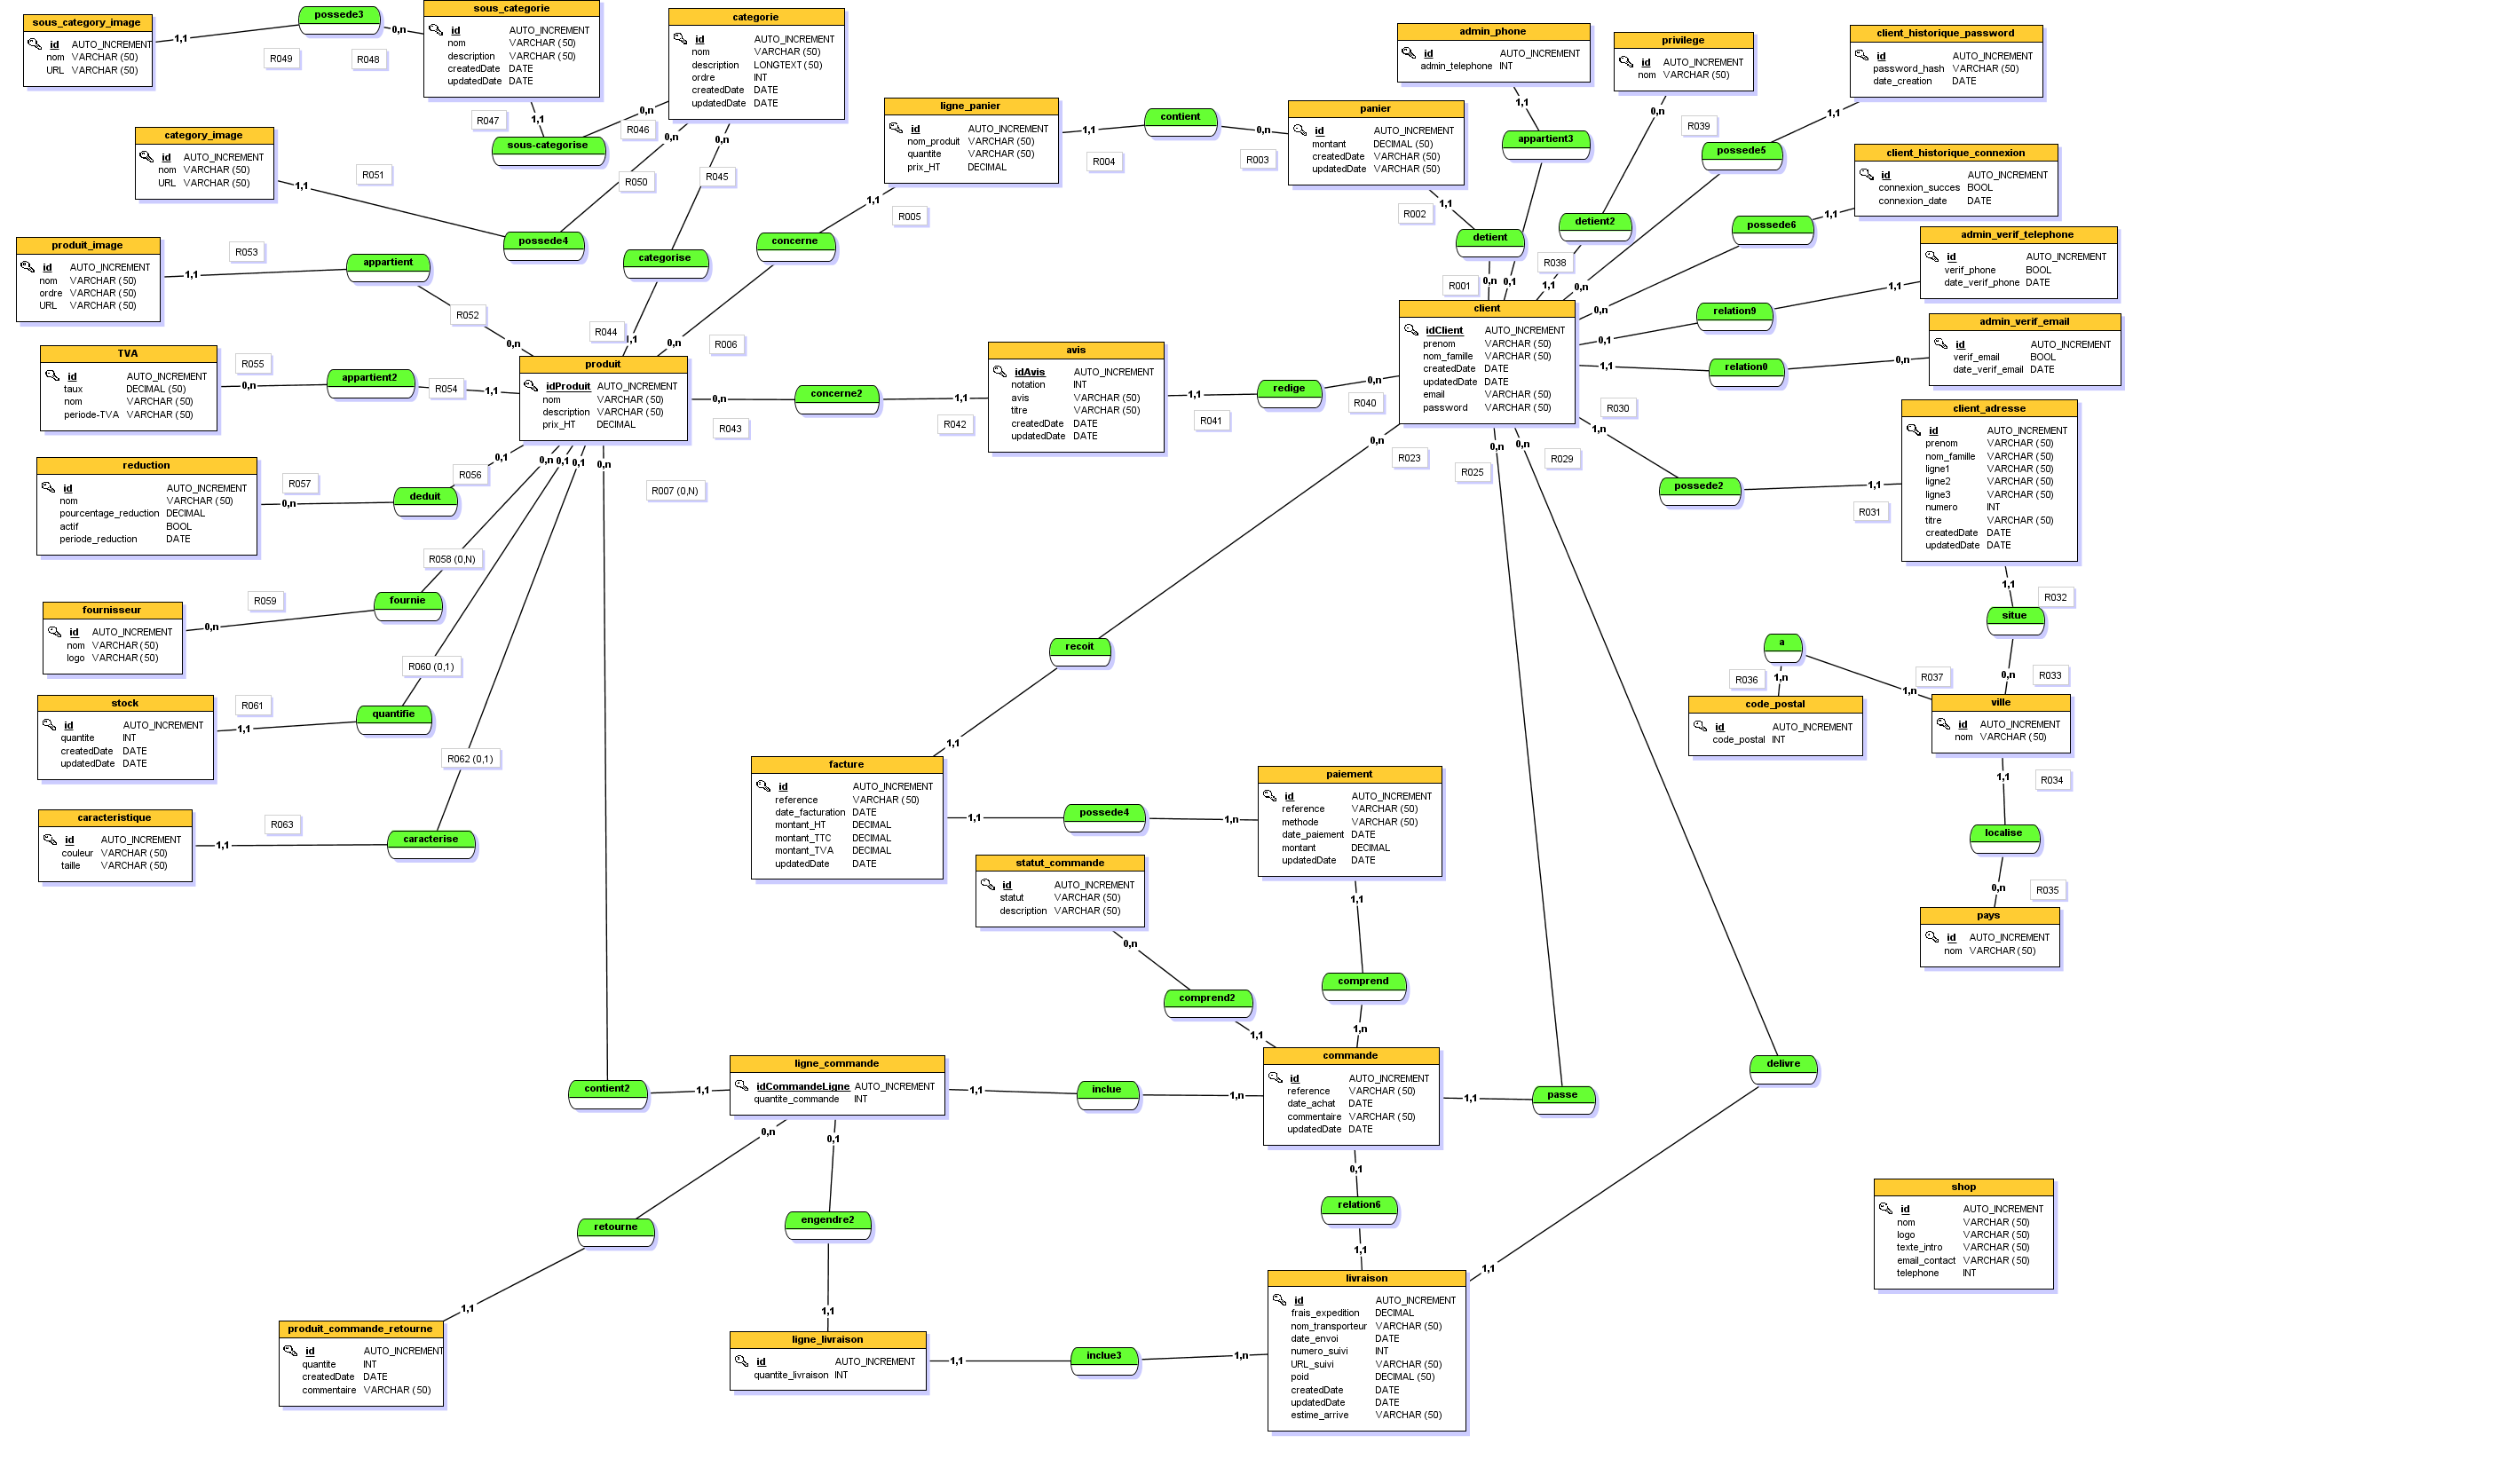 sous_category_image
id AUTO_INCREMENT
nom VARCHAR (50)
URL VARCHAR (50)
1,1
R049
possede3
R048
0,n
sous_categorie
id AUTO_INCREMENT
nom VARCHAR (50)
description VARCHAR (50)
createdDate DATE
updatedDate DATE
R047
1,1
sous-categorise
0,n
R046
categorie
id AUTO_INCREMENT
nom VARCHAR (50)
description LONGTEXT (50)
ordre INT
createdDate DATE
updatedDate DATE
0,n
0,n
R050
R045
category_image
id AUTO_INCREMENT
nom VARCHAR (50)
URL VARCHAR (50)
1,1
R051
possede4
categorise
R044
1,1
produit_image
id AUTO_INCREMENT
nom VARCHAR (50)
ordre VARCHAR (50)
URL VARCHAR (50)
R053
1,1
appartient
R052
0,n
ligne_panier
id AUTO_INCREMENT
nom_produit VARCHAR (50)
quantite VARCHAR (50)
prix_HT DECIMAL
1,1
R004
contient
0,n
R003
1,1
R005
concerne
R006
0,n
panier
id AUTO_INCREMENT
montant DECIMAL (50)
createdDate VARCHAR (50)
updatedDate VARCHAR (50)
R002
1,1
detient
R001
0,n
admin_phone
id AUTO_INCREMENT
admin_telephone INT
1,1
appartient3
0,1
privilege
id AUTO_INCREMENT
nom VARCHAR (50)
0,n
R039
detient2
R038
1,1
client_historique_password
id AUTO_INCREMENT
password_hash VARCHAR (50)
date_creation DATE
1,1
possede5
0,n
client_historique_connexion
id AUTO_INCREMENT
connexion_succes BOOL
connexion_date DATE
1,1
possede6
0,n
admin_verif_telephone
id AUTO_INCREMENT
verif_phone BOOL
date_verif_phone DATE
1,1
relation9
0,1
admin_verif_email
id AUTO_INCREMENT
verif_email BOOL
date_verif_email DATE
0,n
relation0
1,1
client
idClient AUTO_INCREMENT
prenom VARCHAR (50)
nom_famille VARCHAR (50)
createdDate DATE
updatedDate DATE
email VARCHAR (50)
password VARCHAR (50)
TVA
id AUTO_INCREMENT
taux DECIMAL (50)
nom VARCHAR (50)
periode-TVA VARCHAR (50)
R055
0,n
appartient2
R054
1,1
produit
idProduit AUTO_INCREMENT
nom VARCHAR (50)
description VARCHAR (50)
prix_HT DECIMAL
0,n
R043
concerne2
1,1
R042
avis
idAvis AUTO_INCREMENT
notation INT
avis VARCHAR (50)
titre VARCHAR (50)
createdDate DATE
updatedDate DATE
1,1
R041
redige
0,n
R040
0,n
R023
0,n
R025
0,n
R029
R030
1,n
possede2
1,1
R031
client_adresse
id AUTO_INCREMENT
prenom VARCHAR (50)
nom_famille VARCHAR (50)
ligne1 VARCHAR (50)
ligne2 VARCHAR (50)
ligne3 VARCHAR (50)
numero INT
titre VARCHAR (50)
createdDate DATE
updatedDate DATE
reduction
id AUTO_INCREMENT
nom VARCHAR (50)
pourcentage_reduction DECIMAL
actif BOOL
periode_reduction DATE
R057
0,n
deduit
R056
0,1
0,n
0,1
0,1
0,n
R007 (0,N)
R058 (0,N)
fournisseur
id AUTO_INCREMENT
nom VARCHAR (50)
logo VARCHAR (50)
R059
0,n
fournie
R060 (0,1)
stock
id AUTO_INCREMENT
quantite INT
createdDate DATE
updatedDate DATE
R061
1,1
quantifie
R062 (0,1)
caracteristique
id AUTO_INCREMENT
couleur VARCHAR (50)
taille VARCHAR (50)
R063
1,1
caracterise
recoit
1,1
1,1
R032
situe
R033
0,n
a
R036
1,n
R037
1,n
code_postal
id AUTO_INCREMENT
code_postal INT
ville
id AUTO_INCREMENT
nom VARCHAR (50)
1,1
R034
localise
0,n
R035
pays
id AUTO_INCREMENT
nom VARCHAR (50)
facture
id AUTO_INCREMENT
reference VARCHAR (50)
date_facturation DATE
montant_HT DECIMAL
montant_TTC DECIMAL
montant_TVA DECIMAL
updatedDate DATE
1,1
possede4
1,n
paiement
id AUTO_INCREMENT
reference VARCHAR (50)
methode VARCHAR (50)
date_paiement DATE
montant DECIMAL
updatedDate DATE
1,1
comprend
1,n
statut_commande
id AUTO_INCREMENT
statut VARCHAR (50)
description VARCHAR (50)
0,n
comprend2
1,1
contient2
1,1
ligne_commande
idCommandeLigne AUTO_INCREMENT
quantite_commande INT
1,1
inclue
1,n
commande
id AUTO_INCREMENT
reference VARCHAR (50)
date_achat DATE
commentaire VARCHAR (50)
updatedDate DATE
1,1
passe
delivre
0,n
0,1
retourne
engendre2
0,1
relation6
1,1
1,1
1,1
1,1
shop
id AUTO_INCREMENT
nom VARCHAR (50)
logo VARCHAR (50)
texte_intro VARCHAR (50)
email_contact VARCHAR (50)
telephone INT
produit_commande_retourne
id AUTO_INCREMENT
quantite INT
createdDate DATE
commentaire VARCHAR (50)
ligne_livraison
id AUTO_INCREMENT
quantite_livraison INT
1,1
inclue3
1,n
livraison
id AUTO_INCREMENT
frais_expedition DECIMAL
nom_transporteur VARCHAR (50)
date_envoi DATE
numero_suivi INT
URL_suivi VARCHAR (50)
poid DECIMAL (50)
createdDate DATE
updatedDate DATE
estime_arrive VARCHAR (50)